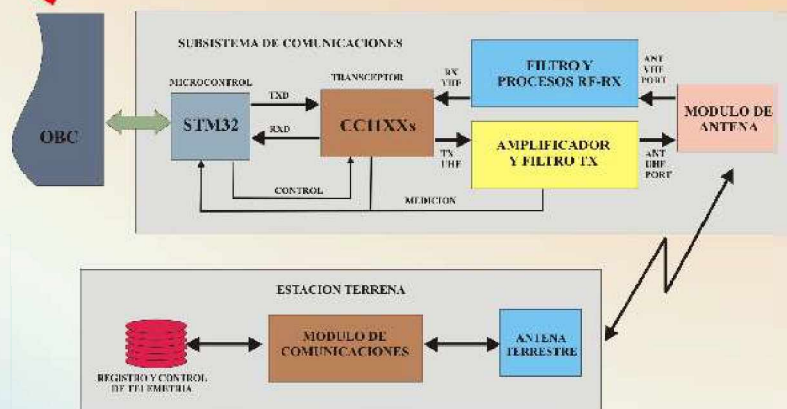 SUBSISTEMA DE COMUNICACIONES
OBC
MICROCONTROL
STM32
TXD
RXD
CONTROL
TRANSCEPTOR
CC11XXs
RX
VHF
TX
UHF
FILTRO Y
PROCESOS RF-RX
AMPLIFICADOR
Y FILTRO TX
MEDICION
ANT
VHF
PORT
ANT
UHF
PORT
MODULO DE
ANTENA
ESTACION TERRENA
REGISTRO Y CONTROL
DE TELEMETRIA
MODULO DE
COMUNICACIONES
ANTENA
TERRESTRE